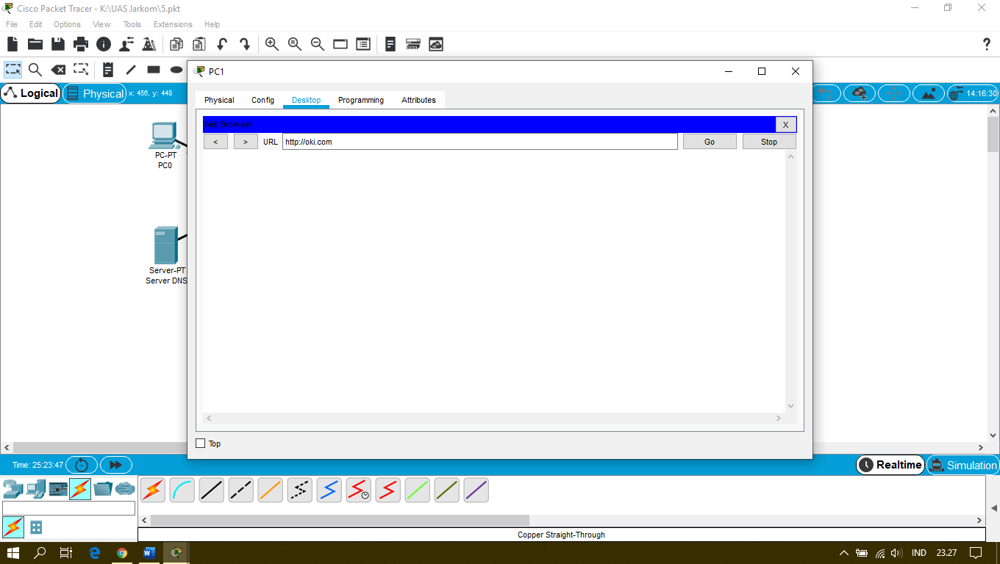 Cisco Packet Tracer - K:\UAS Jarkom\5.pkt
File Edit Options View Tools Extensions Help
?
PC1
Logical Physical x: 456, y: 448
14:16:30
Physical Config Desktop Programming Attributes
Web Browser X
< > URL http://oki.com Go Stop
PC-PT
PC0
Server-PT
Server DNS
Top
Time: 25:23:47
Realtime Simulation
Copper Straight-Through
IND 23.27